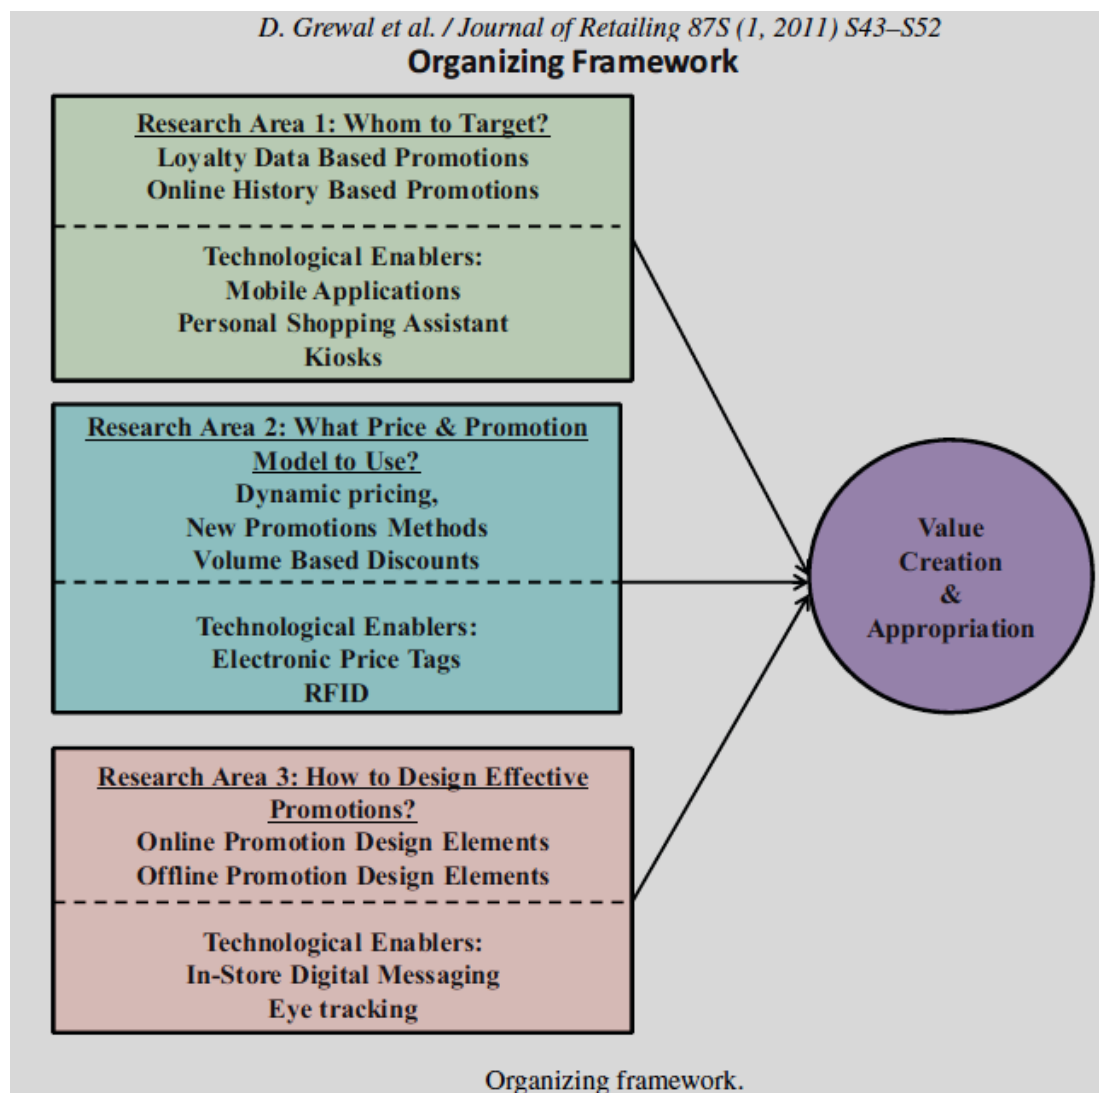 D. Grewal et al. / Journal of Retailing 87S (1, 2011) S43–S52
Organizing Framework
Research Area 1: Whom to Target?
Loyalty Data Based Promotions
Online History Based Promotions
Technological Enablers:
Mobile Applications
Personal Shopping Assistant
Kiosks
Research Area 2: What Price & Promotion
Model to Use?
Dynamic pricing,
New Promotions Methods
Volume Based Discounts
Technological Enablers:
Electronic Price Tags
RFID
Research Area 3: How to Design Effective
Promotions?
Online Promotion Design Elements
Offline Promotion Design Elements
Technological Enablers:
In-Store Digital Messaging
Eye tracking
Value
Creation
&
Appropriation
Organizing framework.